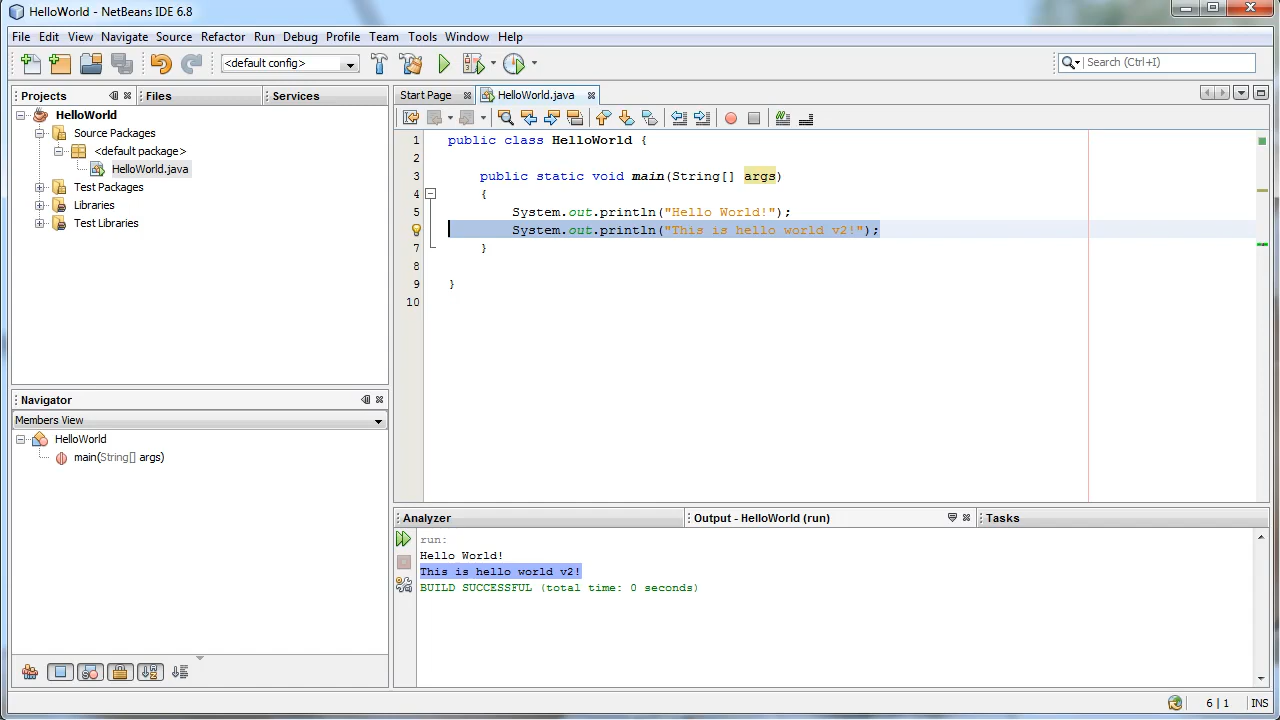 HelloWorld - NetBeans IDE 6.8
File Edit View Navigate Source Refactor Run Debug Profile Team Tools Window Help
<default config>
Search (Ctrl+I)
Projects Files Services
HelloWorld
Source Packages
<default package>
HelloWorld.java
Test Packages
Libraries
Test Libraries
Navigator
Members View
HelloWorld
main(String[] args)
Start Page HelloWorld.java
1 public class HelloWorld {
2
3 public static void main(String[] args)
4 {
5 System.out.println("Hello World!");
6 System.out.println("This is hello world v2!");
7 }
8
9 }
10
Analyzer Output - HelloWorld (run) Tasks
run:
Hello World!
This is hello world v2!
BUILD SUCCESSFUL (total time: 0 seconds)
6 | 1 INS